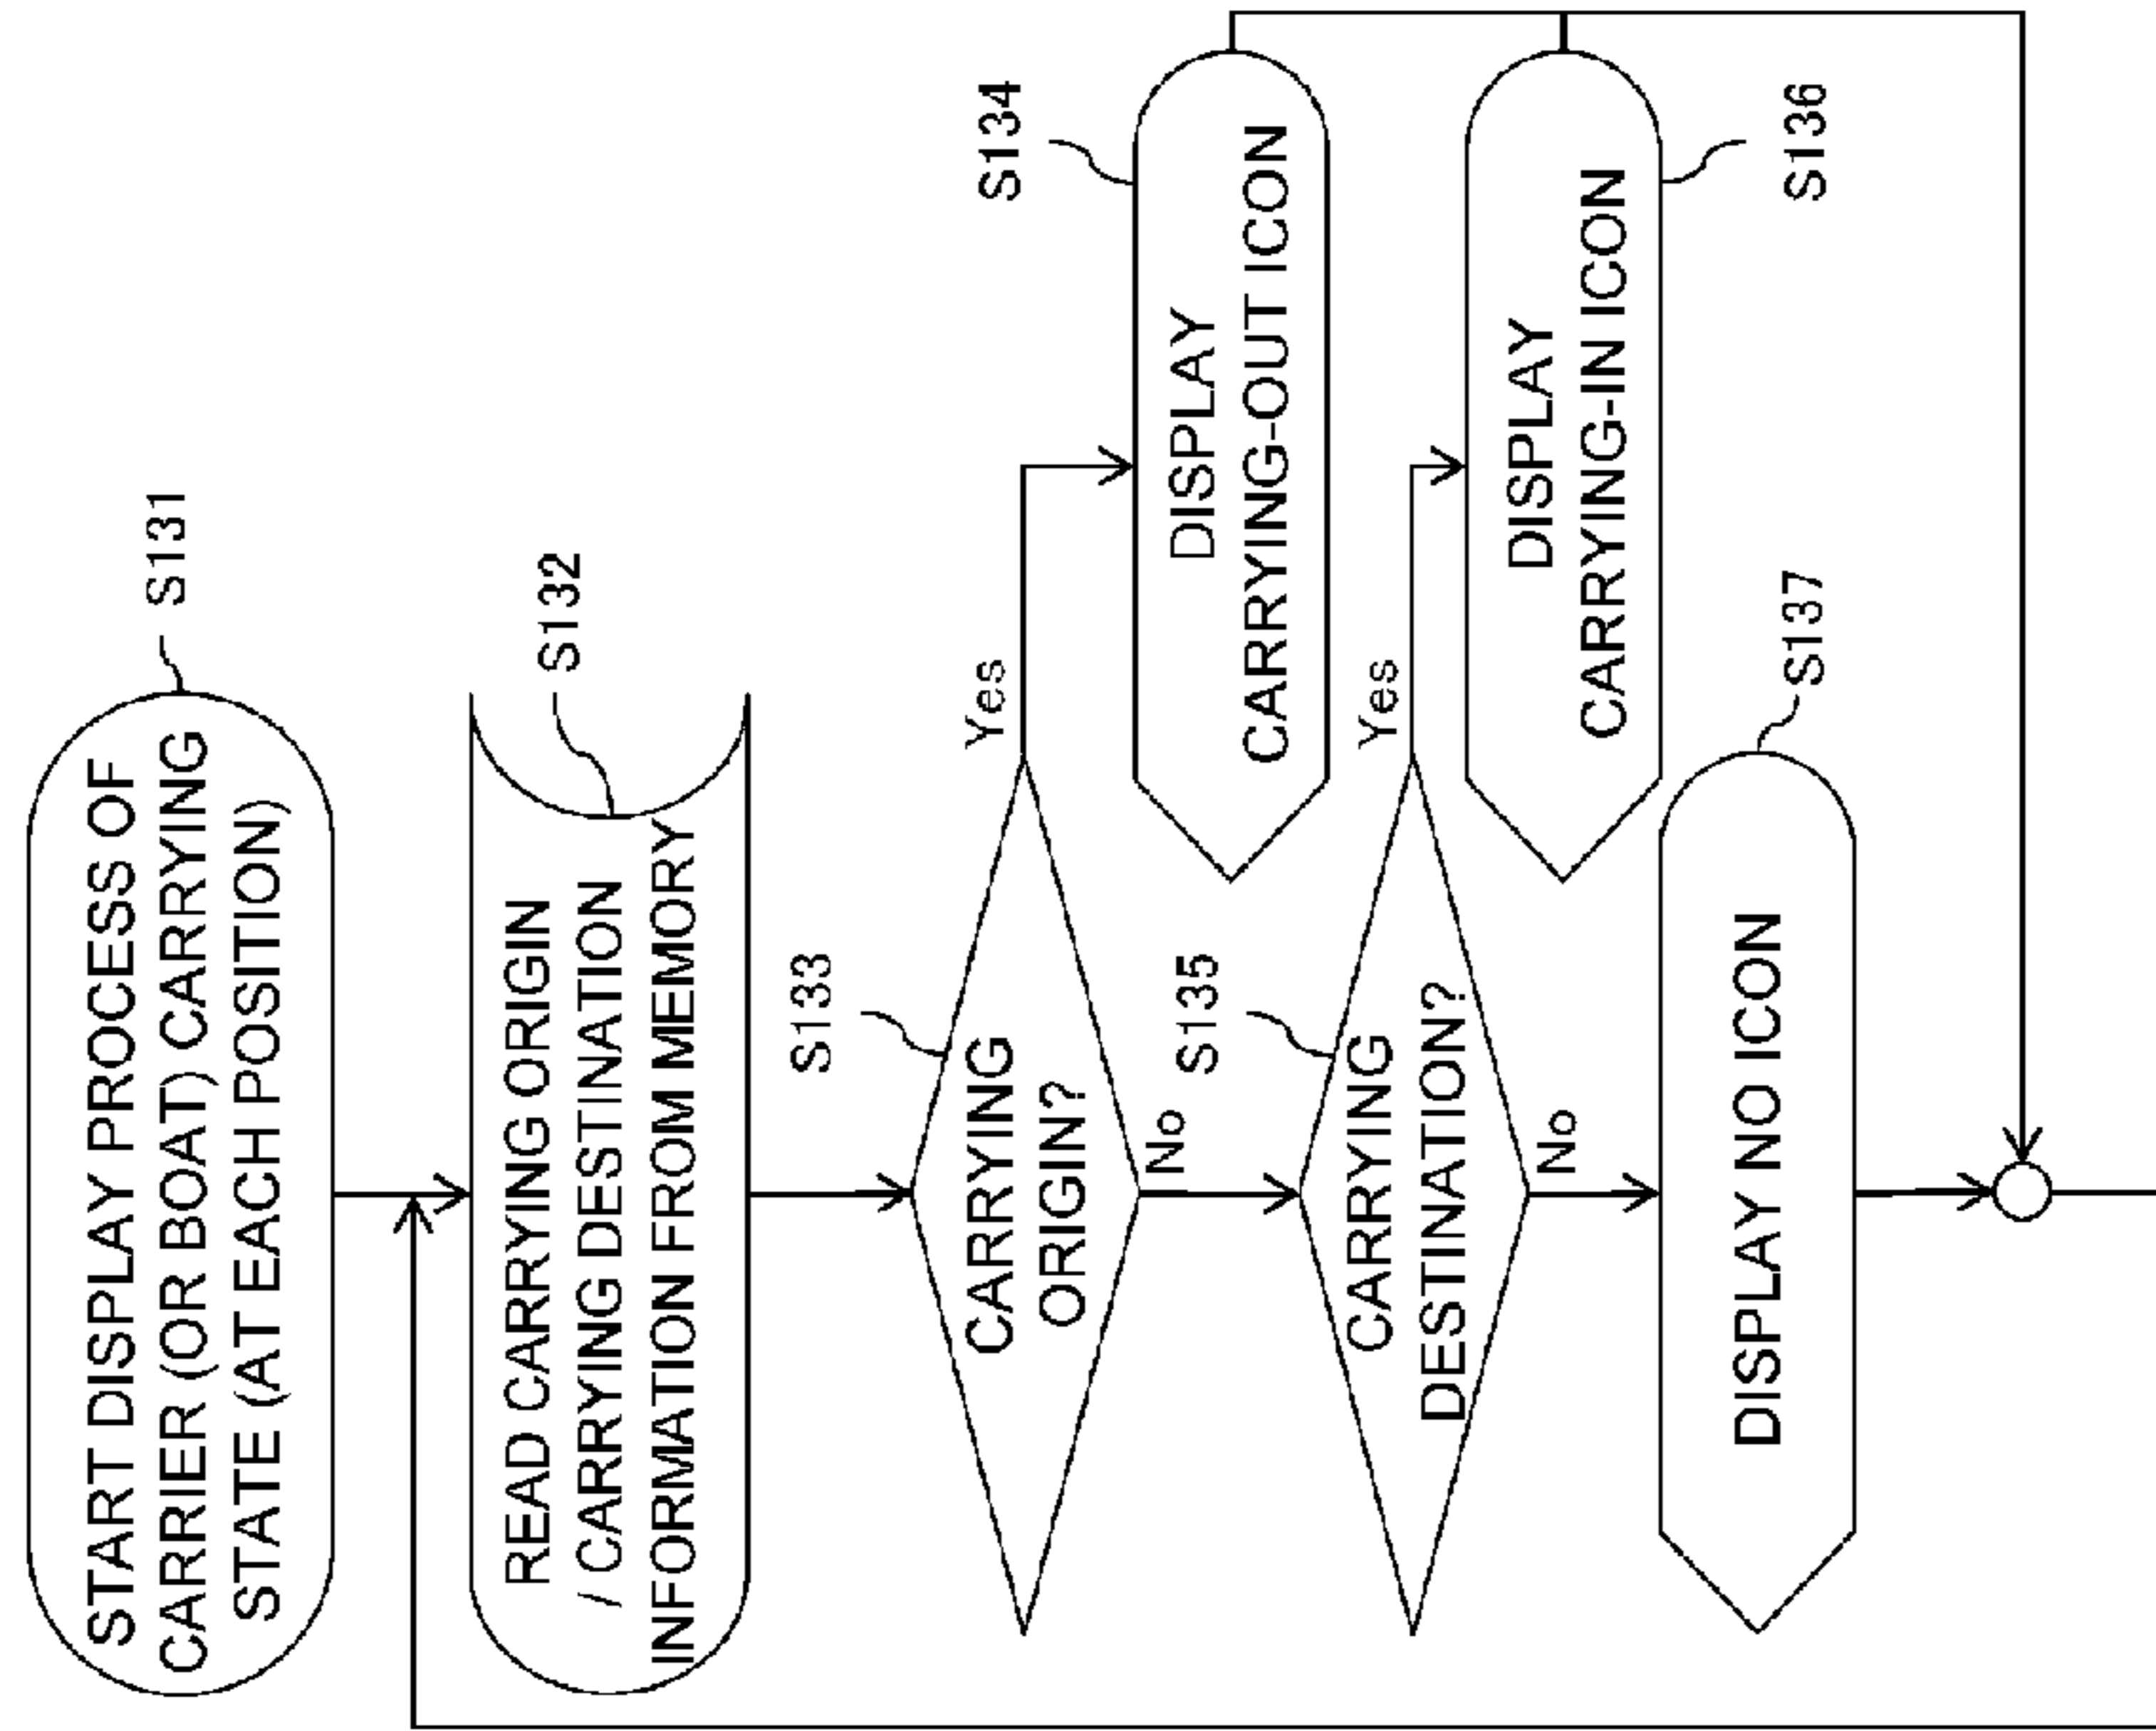 START DISPLAY PROCESS OF
CARRIER (OR BOAT) CARRYING
STATE (AT EACH POSITION)
S131
READ CARRYING ORIGIN
/ CARRYING DESTINATION
INFORMATION FROM MEMORY
S132
S133
CARRYING
ORIGIN?
Yes
No
S134
DISPLAY
CARRYING-OUT ICON
S135
CARRYING
DESTINATION?
Yes
No
DISPLAY
CARRYING-IN ICON
S136
S137
DISPLAY NO ICON